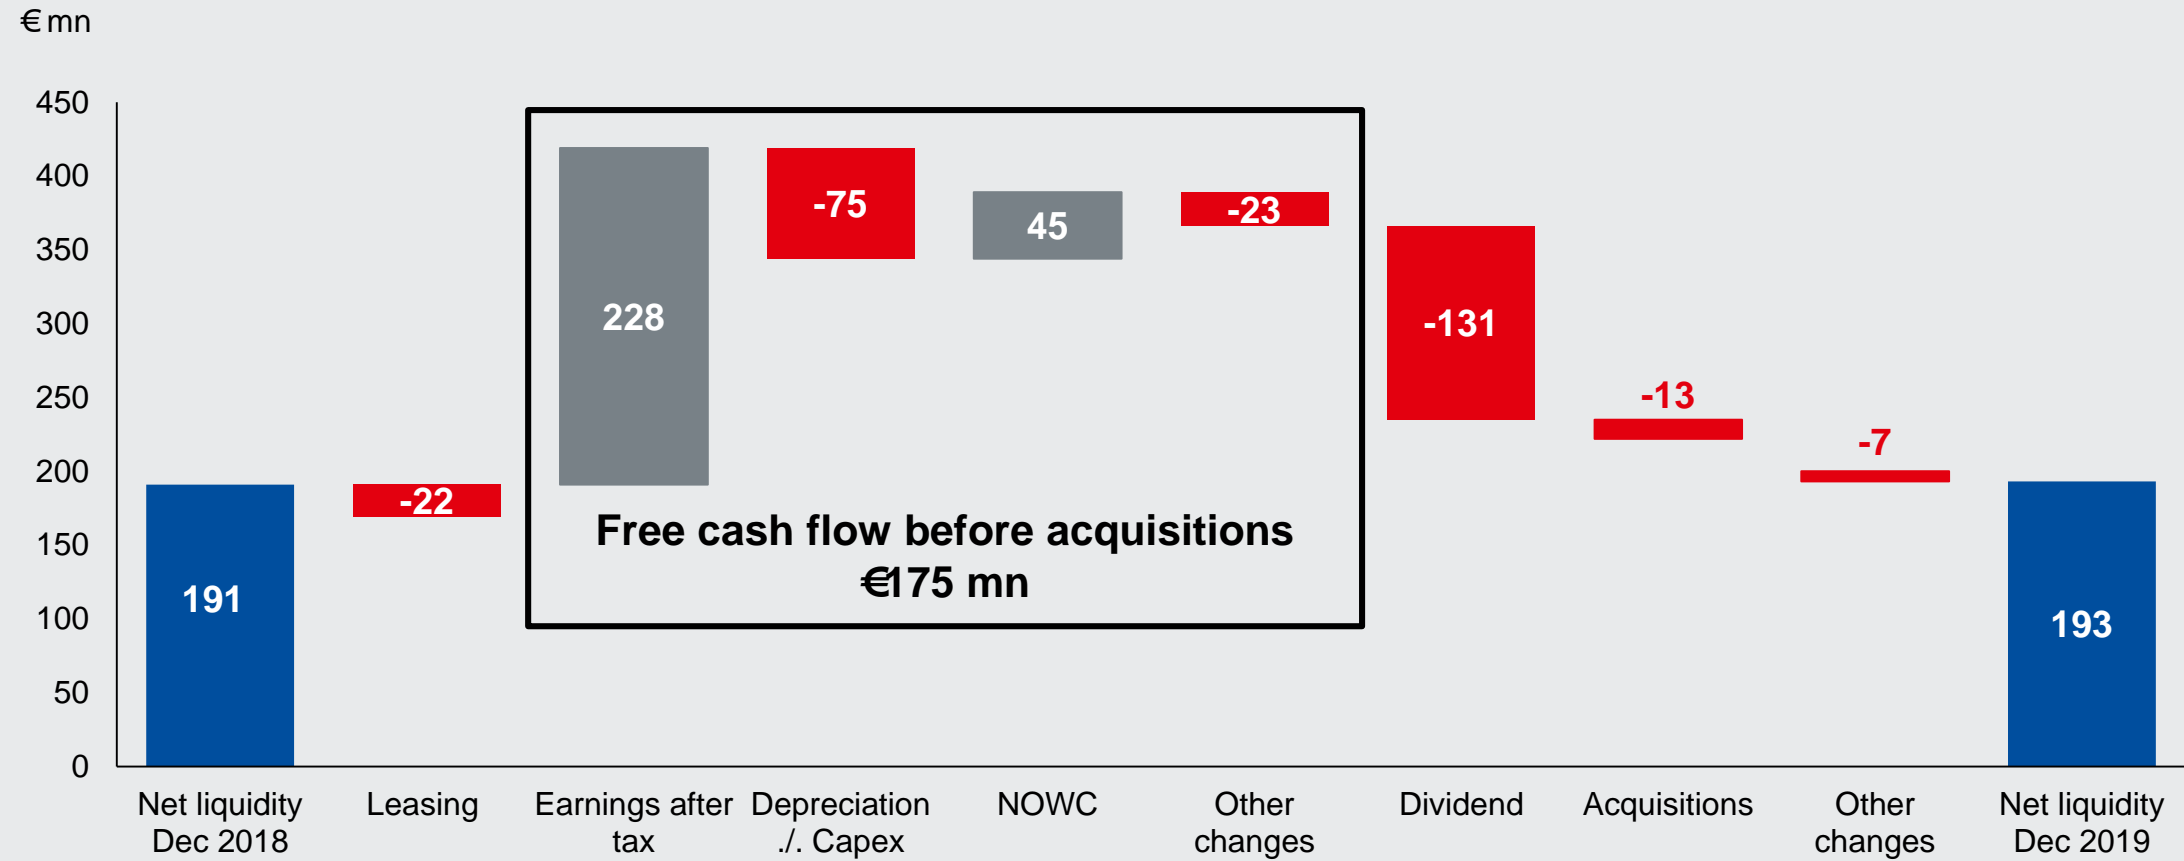 € mn
450
400
350
300
250
200
150
100
50
0
191
-22
228
-75
45
-23
-131
-13
-7
193
Free cash flow before acquisitions
€175 mn
Net liquidity
Dec 2018
Leasing
Earnings after
tax
Depreciation
./. Capex
NOWC
Other
changes
Dividend
Acquisitions
Other
changes
Net liquidity
Dec 2019